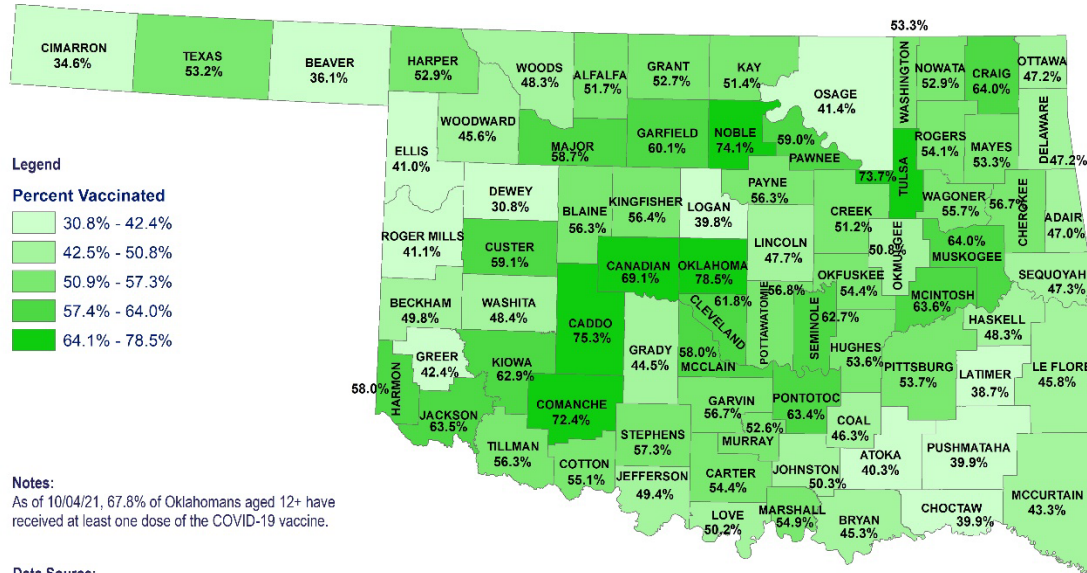 53.3%
CIMARRON
34.6%
TEXAS
53.2%
BEAVER
36.1%
HARPER
52.9%
WOODS
48.3%
ALFALFA
51.7%
GRANT
52.7%
KAY
51.4%
OSAGE
41.4%
WASHINGTON
NOWATA
52.9%
CRAIG
64.0%
OTTAWA
47.2%
WOODWARD
45.6%
ELLIS
41.0%
MAJOR
58.7%
GARFIELD
60.1%
NOBLE
74.1%
59.0%
PAWNEE
73.7%
TULSA
ROGERS
54.1%
MAYES
53.3%
DELAWARE
47.2%
Legend
Percent Vaccinated
30.8% - 42.4%
42.5% - 50.8%
50.9% - 57.3%
57.4% - 64.0%
64.1% - 78.5%
DEWEY
30.8%
BLAINE
56.3%
KINGFISHER
56.4%
LOGAN
39.8%
PAYNE
56.3%
CREEK
51.2%
WAGONER
55.7%
56.7%
CHEROKEE
ADAIR
47.0%
ROGER MILLS
41.1%
CUSTER
59.1%
CANADIAN
69.1%
OKLAHOMA
78.5%
LINCOLN
47.7%
50.8%
OKMULGEE
64.0%
MUSKOGEE
SEQUOYAH
47.3%
BECKHAM
49.8%
WASHITA
48.4%
CADDO
75.3%
61.8%
CLEVELAND
56.8%
POTTAWATOMIE
SEMINOLE
62.7%
OKFUSKEE
54.4%
MCINTOSH
63.6%
HASKELL
48.3%
GREER
42.4%
KIOWA
62.9%
GRADY
44.5%
58.0%
MCCLAIN
HUGHES
53.6%
PITTSBURG
53.7%
LATIMER
38.7%
LE FLORE
45.8%
58.0%
HARMON
JACKSON
63.5%
COMANCHE
72.4%
GARVIN
56.7%
PONTOTOC
63.4%
COAL
46.3%
PUSHMATAHA
39.9%
TILLMAN
56.3%
COTTON
55.1%
STEPHENS
57.3%
52.6%
MURRAY
JOHNSTON
50.3%
ATOKA
40.3%
JEFFERSON
49.4%
CARTER
54.4%
LOVE
50.2%
MARSHALL
54.9%
BRYAN
45.3%
CHOCTAW
39.9%
MCCURTAIN
43.3%
Notes:
As of 10/04/21, 67.8% of Oklahomans aged 12+ have
received at least one dose of the COVID-19 vaccine.
Data Source: